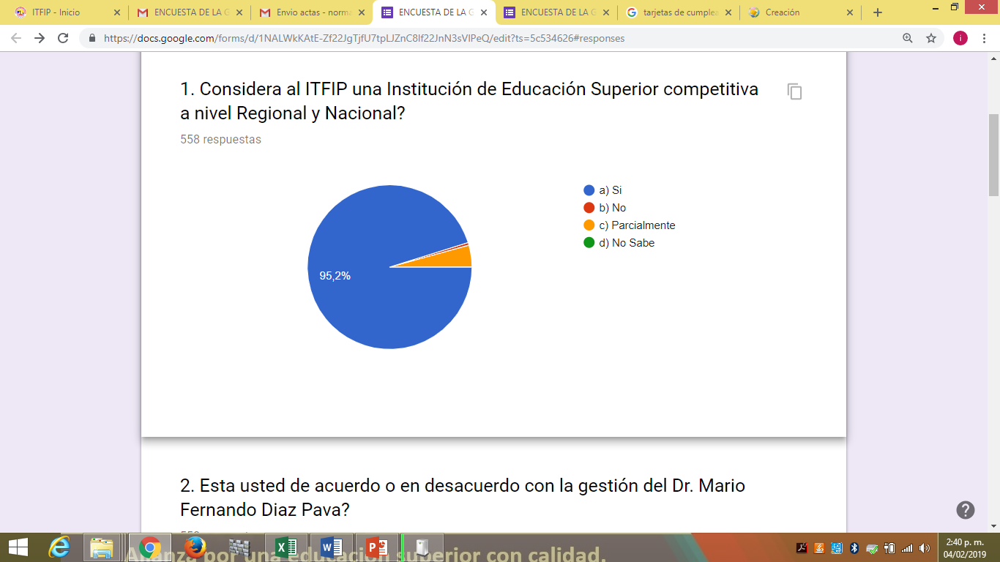 ITFIP - Inicio
ENCUESTA DE LA G
Envio actas - norma
ENCUESTA DE LA G
ENCUESTA DE LA G
tarjetas de cumplea
Creación
https://docs.google.com/forms/d/1NALWkKAtE-Zf22JgTjfU7tpLJZnC8lf22JnN3sVIPeQ/edit?ts=5c534626#responses
i
1. Considera al ITFIP una Institución de Educación Superior competitiva
a nivel Regional y Nacional?
558 respuestas
a) Si
b) No
c) Parcialmente
d) No Sabe
95,2%
2. Esta usted de acuerdo o en desacuerdo con la gestión del Dr. Mario
Fernando Diaz Pava?
por una educación superior con calidad.
2:40 p. m.
04/02/2019